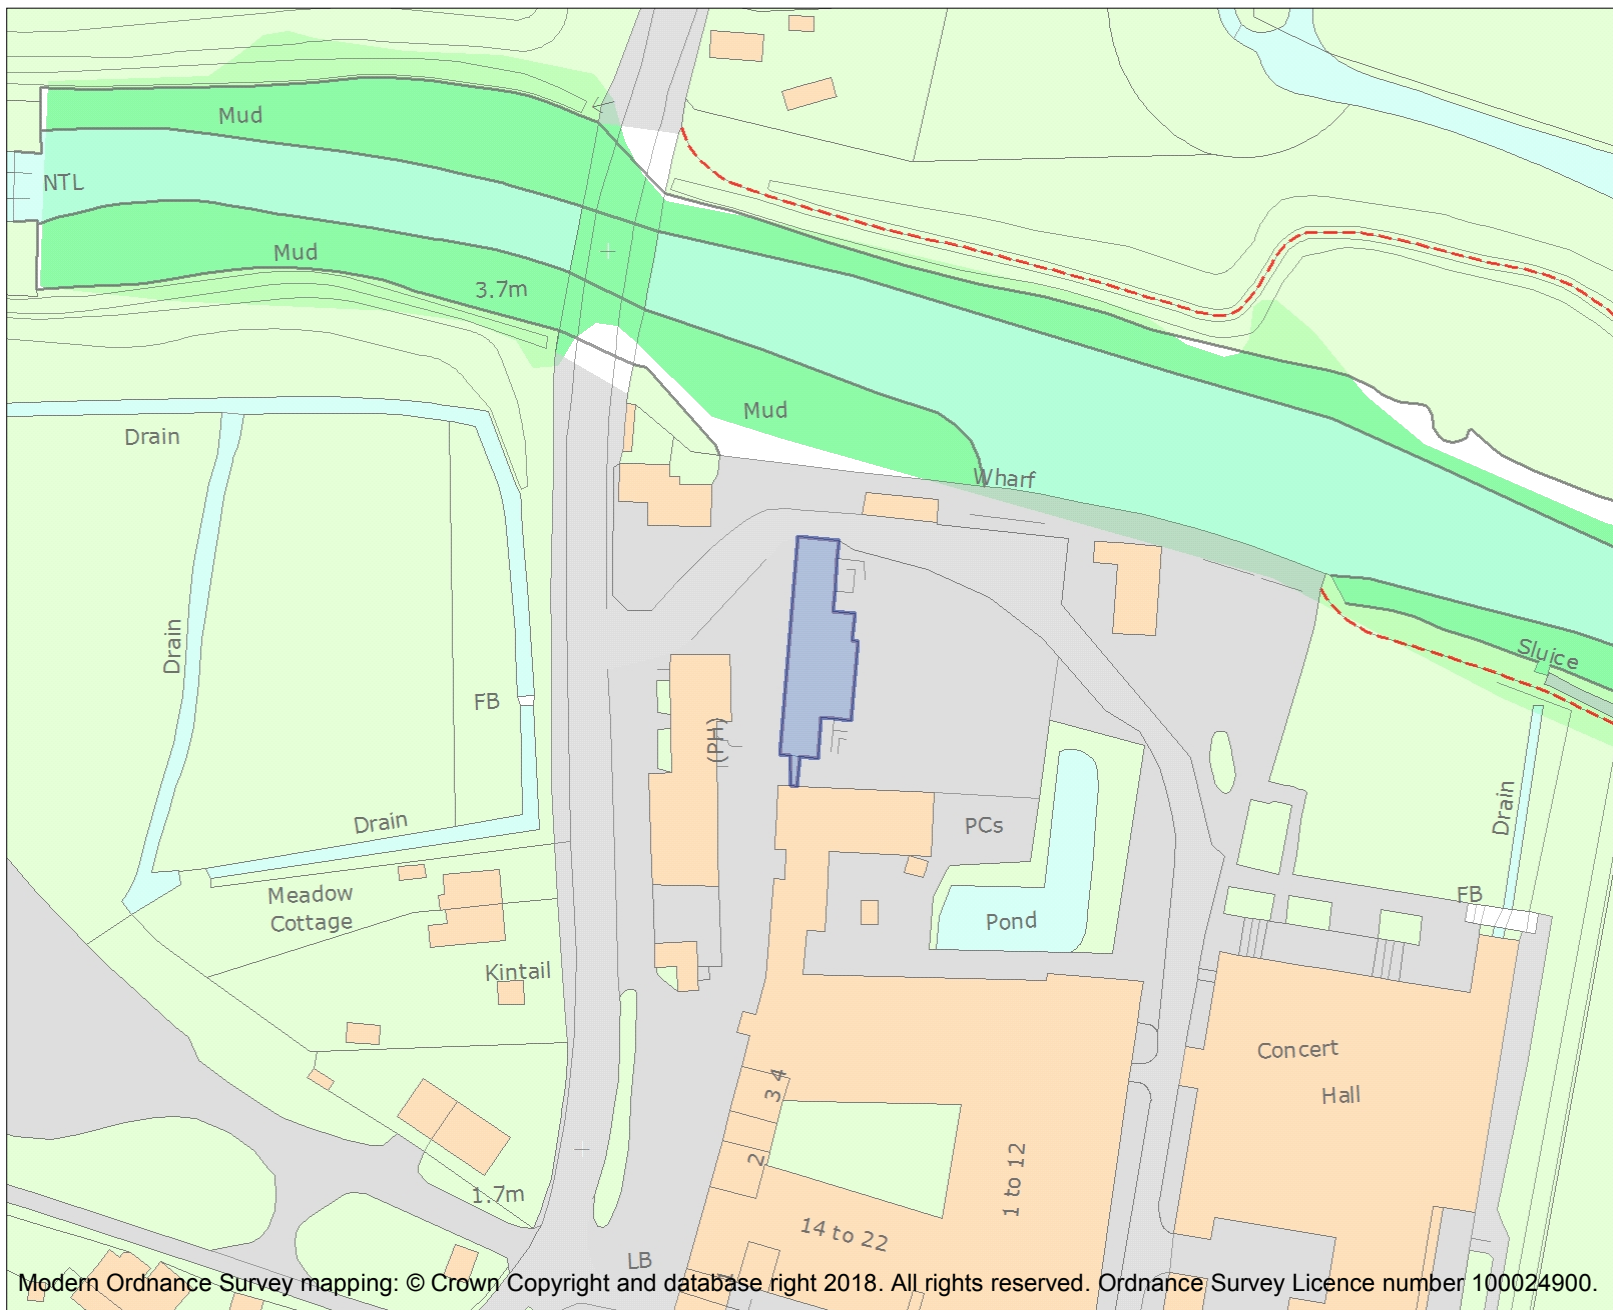 Mud
NTL
Mud
3.7m
Mud
Drain
Wharf
Drain
Sluice
FB
(PH)
Drain
Drain
PCs
Meadow
Cottage
FB
Pond
Kintail
Concert
Hall
3 4
2
1 to 12
1.7m
14 to 22
LB
Modern Ordnance Survey mapping: © Crown Copyright and database right 2018. All rights reserved. Ordnance Survey Licence number 100024900.